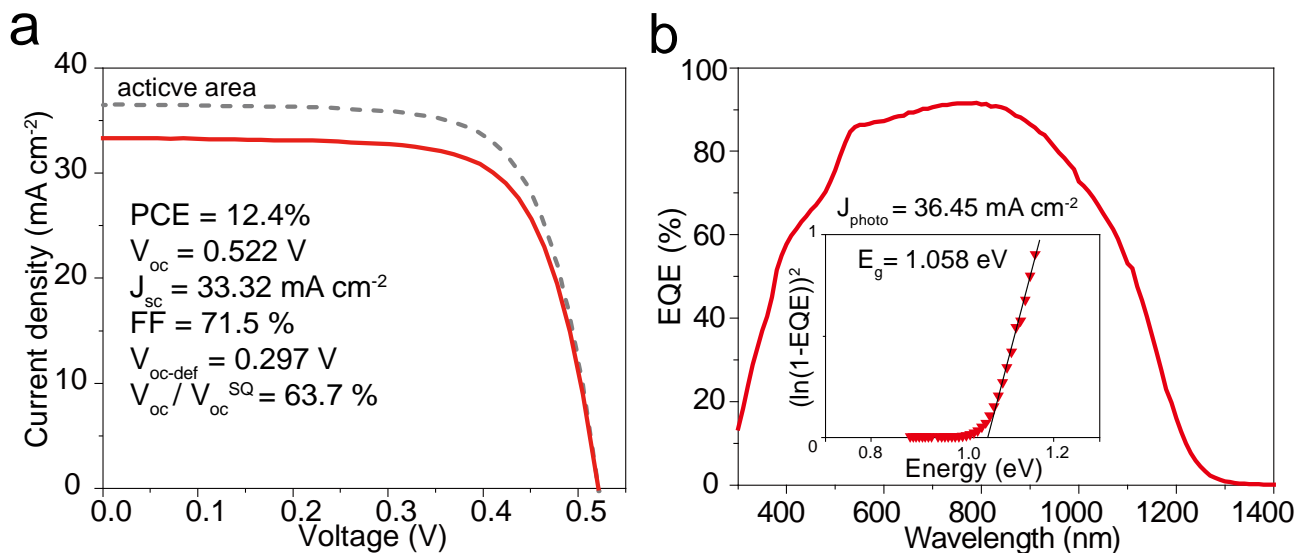 a
40
30
20
10
0
Current density (mA cm⁻²)
acticve area
PCE = 12.4%
V_oc = 0.522 V
J_sc = 33.32 mA cm⁻²
FF = 71.5 %
V_oc-def = 0.297 V
V_oc / V_oc^SQ = 63.7 %
0.0 0.1 0.2 0.3 0.4 0.5
Voltage (V)
b
100
80
60
40
20
0
EQE (%)
J_photo = 36.45 mA cm⁻²
E_g = 1.058 eV
1
0
(ln(1-EQE))²
0.8 1.0 1.2
Energy (eV)
400 600 800 1000 1200 1400
Wavelength (nm)